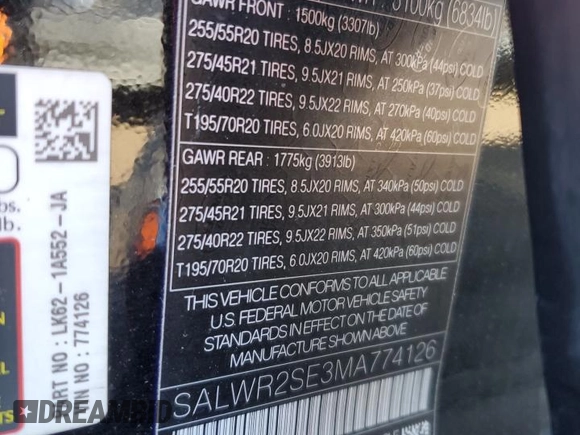 3100kg (6834lb)
GAWR FRONT : 1500kg (3307lb)
255/55R20 TIRES, 8.5JX20 RIMS, AT 300kPa (44psi) COLD
275/45R21 TIRES, 9.5JX21 RIMS, AT 250kPa (37psi) COLD
275/40R22 TIRES, 9.5JX22 RIMS, AT 270kPa (40psi) COLD
T195/70R20 TIRES, 6.0JX20 RIMS, AT 420kPa (60psi) COLD
GAWR REAR : 1775kg (3913lb)
255/55R20 TIRES, 8.5JX20 RIMS, AT 340kPa (50psi) COLD
275/45R21 TIRES, 9.5JX21 RIMS, AT 300kPa (44psi) COLD
275/40R22 TIRES, 9.5JX22 RIMS, AT 350kPa (51psi) COLD
T195/70R20 TIRES, 6.0JX20 RIMS, AT 420kPa (60psi) COLD
THIS VEHICLE CONFORMS TO ALL APPLICABLE
U.S. FEDERAL MOTOR VEHICLE SAFETY
STANDARDS IN EFFECT ON THE DATE OF
MANUFACTURE SHOWN ABOVE.
SALWR2SE3MA774126
lb.
PART NO : LK62-1A552-JA
VIN NO : 774126
DREAMBID